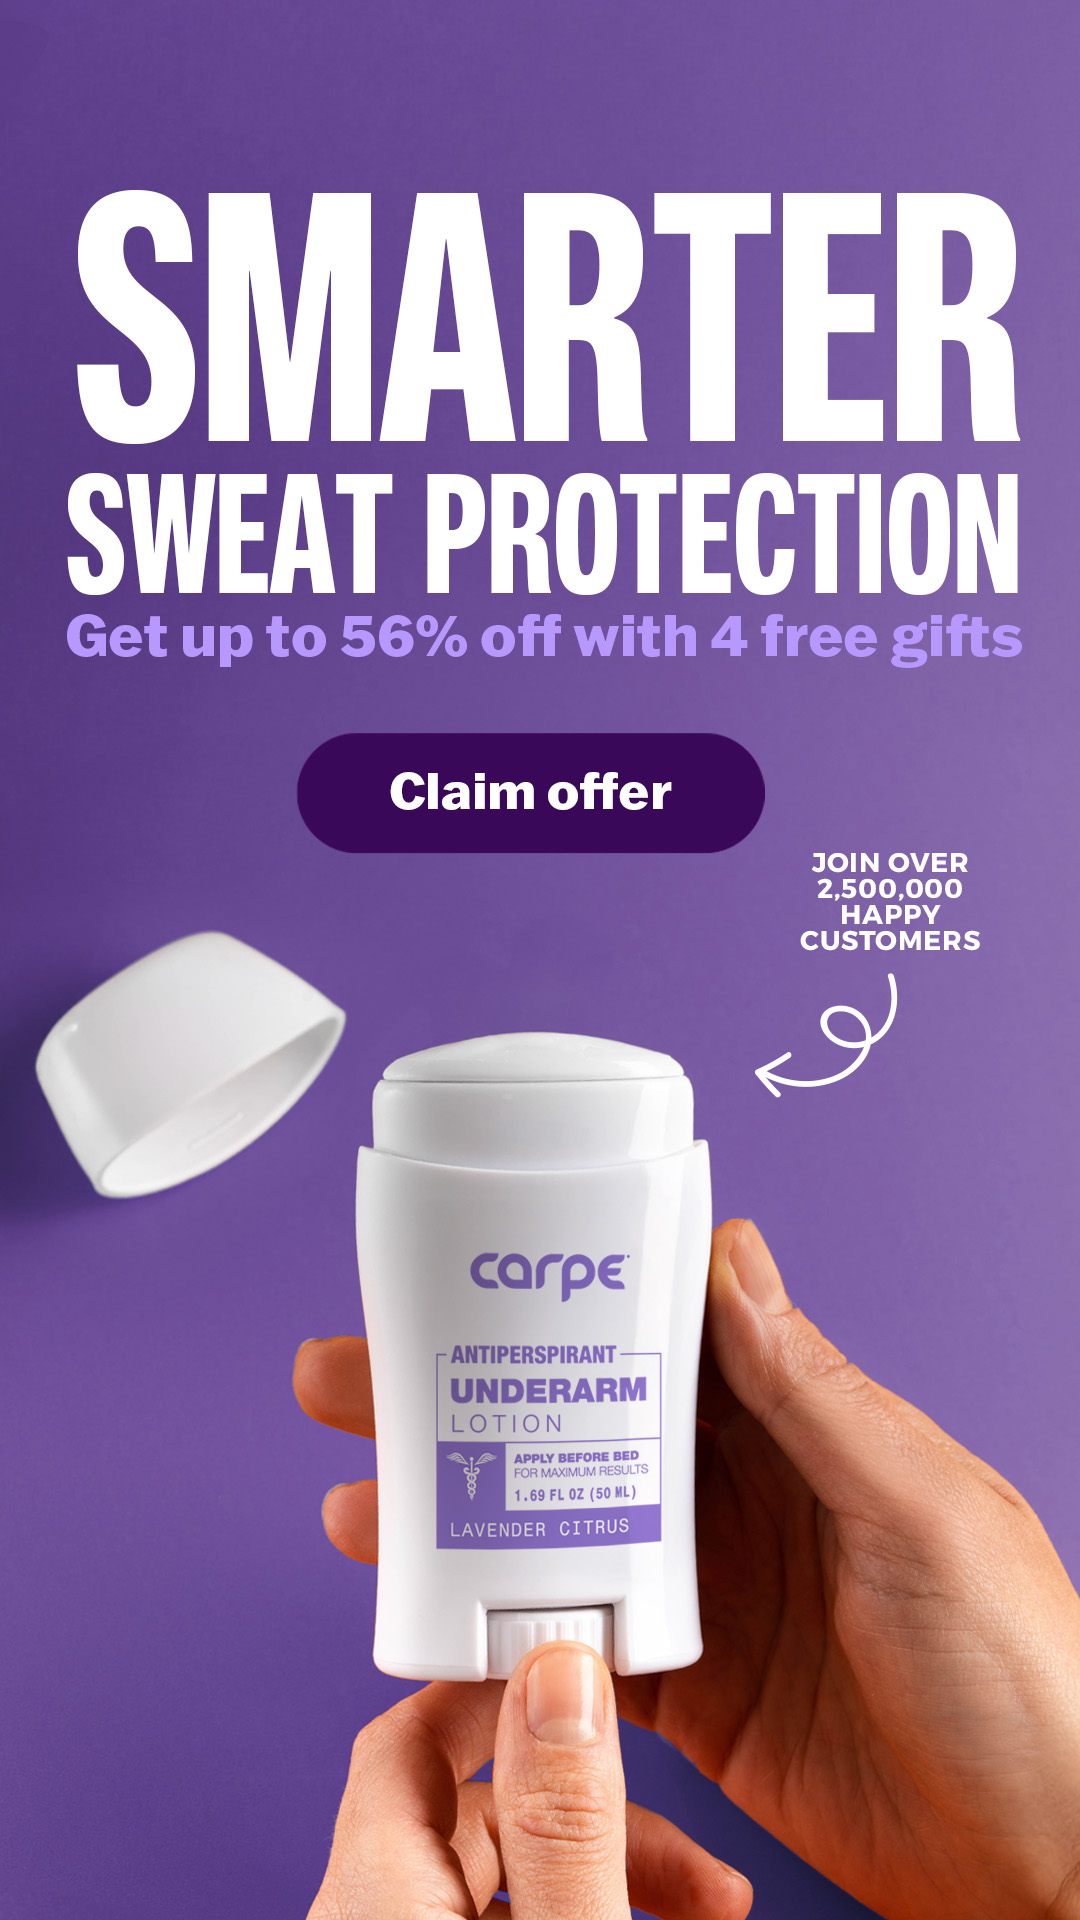 SMARTER
SWEAT PROTECTION
Get up to 56% off with 4 free gifts
Claim offer
JOIN OVER
2,500,000
HAPPY
CUSTOMERS
carpe
ANTIPERSPIRANT
UNDERARM
LOTION
APPLY BEFORE BED
FOR MAXIMUM RESULTS
1.69 FL OZ (50 ML)
LAVENDER CITRUS